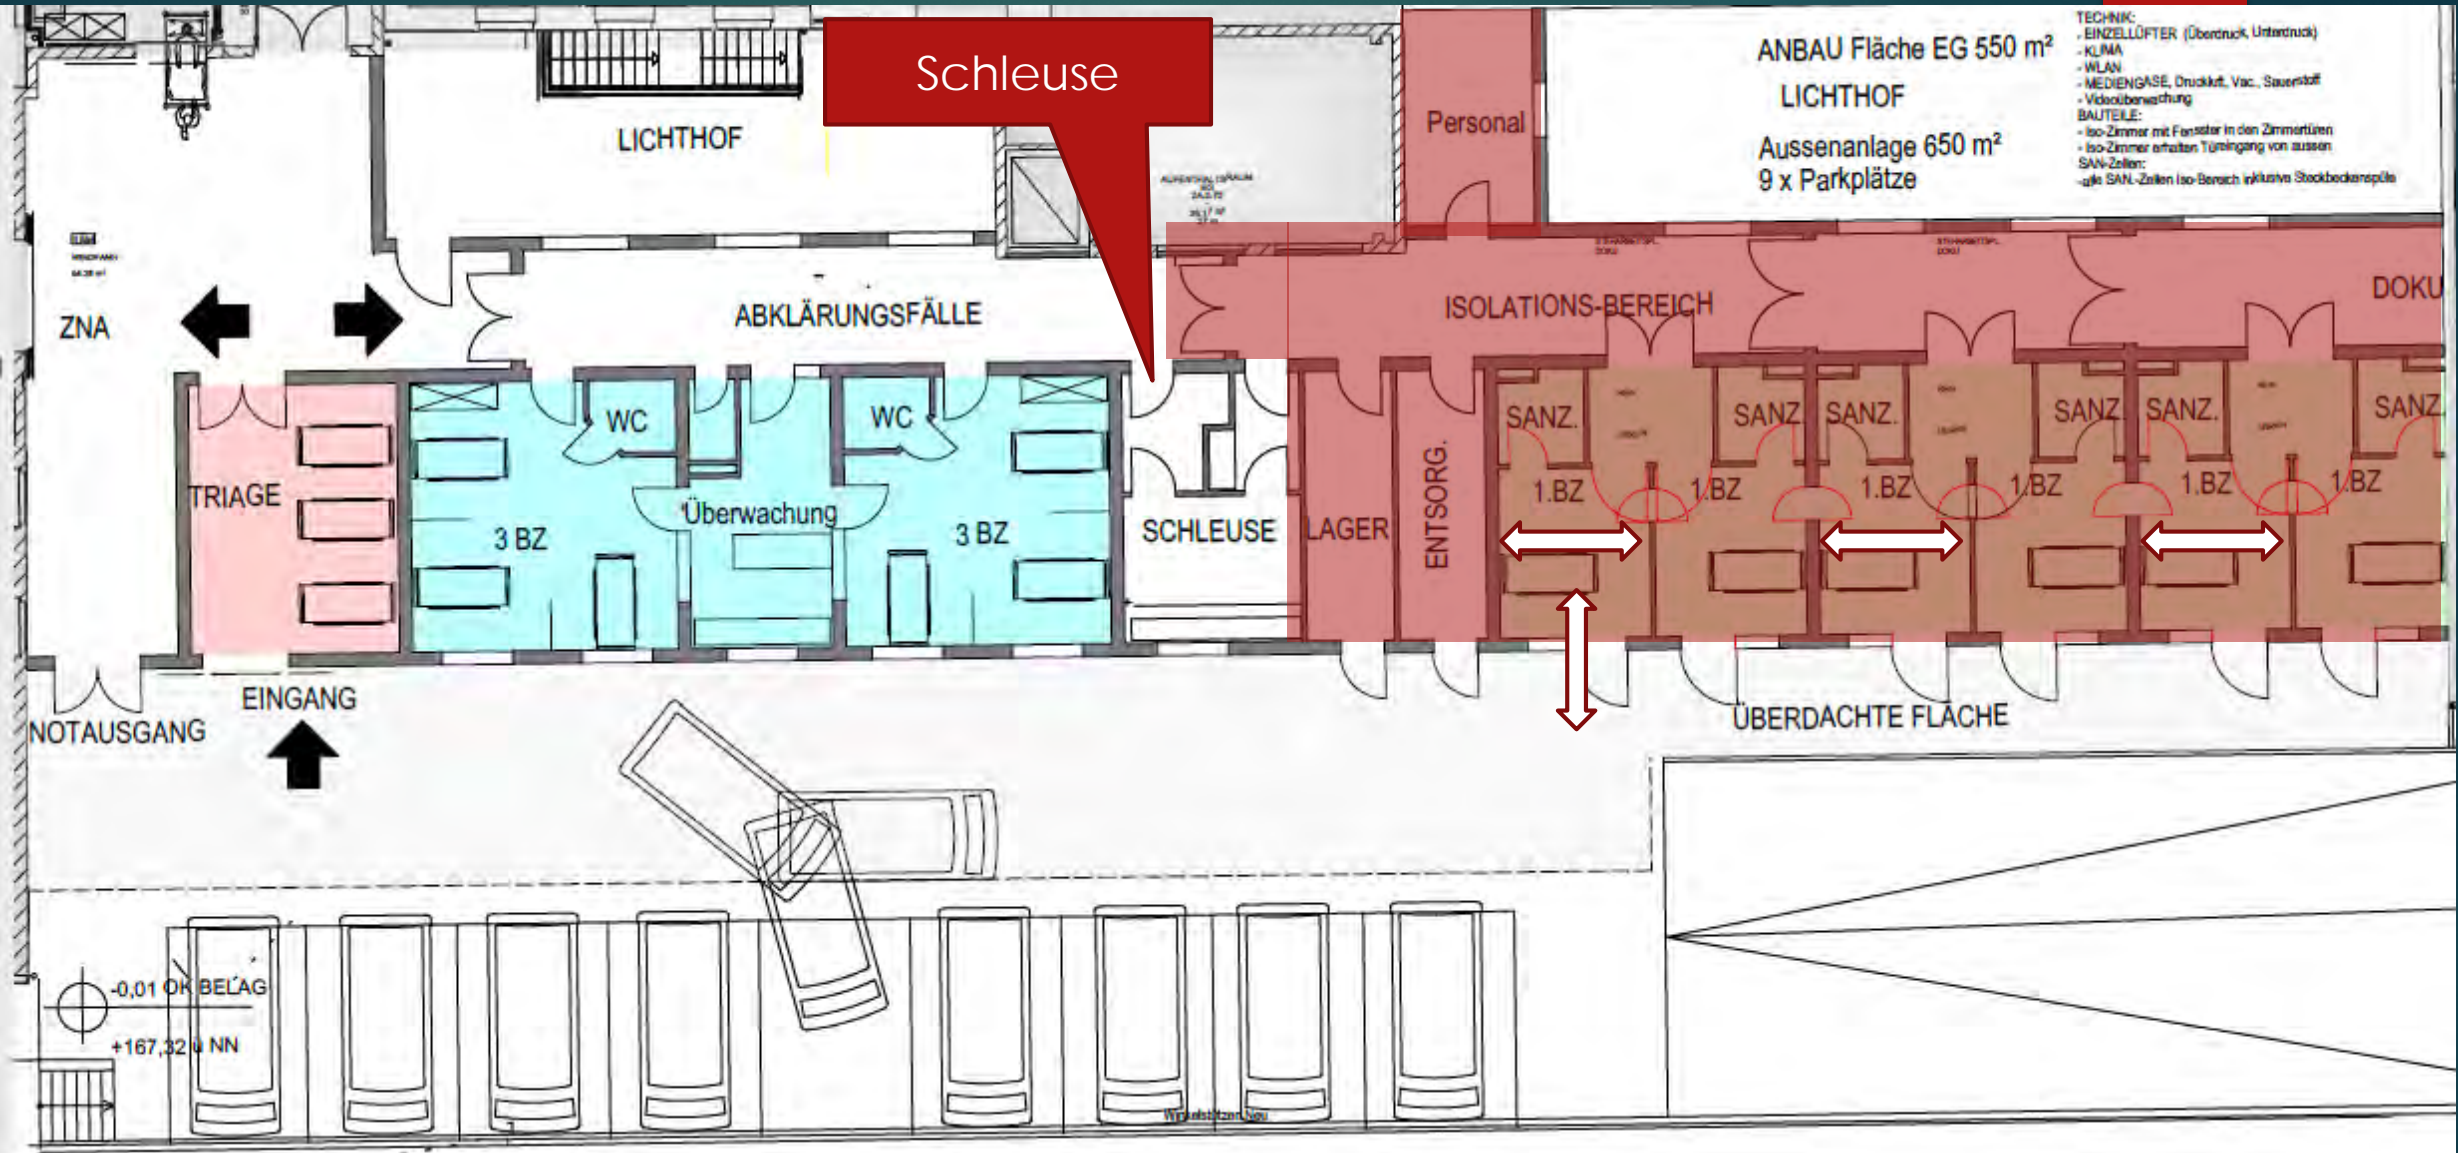 Schleuse
ANBAU Fläche EG 550 m²
LICHTHOF
Aussenanlage 650 m²
9 x Parkplätze
TECHNIK:
- EINZELLÜFTER (Überdruck, Unterdruck)
- KLIMA
- WLAN
- MEDIENGASE, Druckluft, Vac., Sauerstoff
- Videoüberwachung
BAUTEILE:
- Iso-Zimmer mit Fensster in den Zimmertüren
- Iso-Zimmer erhalten Türeingang von aussen
SAN-Zellen:
-alle SAN.-Zellen Iso-Bereich inklusive Steckbeckenspüle
LICHTHOF
Personal
ZNA
ABKLÄRUNGSFÄLLE
ISOLATIONS-BEREICH
DOKU
TRIAGE
WC
WC
3 BZ
Überwachung
3 BZ
SCHLEUSE
LAGER
ENTSORG.
SANZ.
SANZ
SANZ.
SANZ
SANZ.
SANZ
1.BZ
1.BZ
1.BZ
1.BZ
1.BZ
1.BZ
EINGANG
NOTAUSGANG
ÜBERDACHTE FLÄCHE
-0,01 OK BELAG
+167,32 ü NN
Winkelstützen Neu